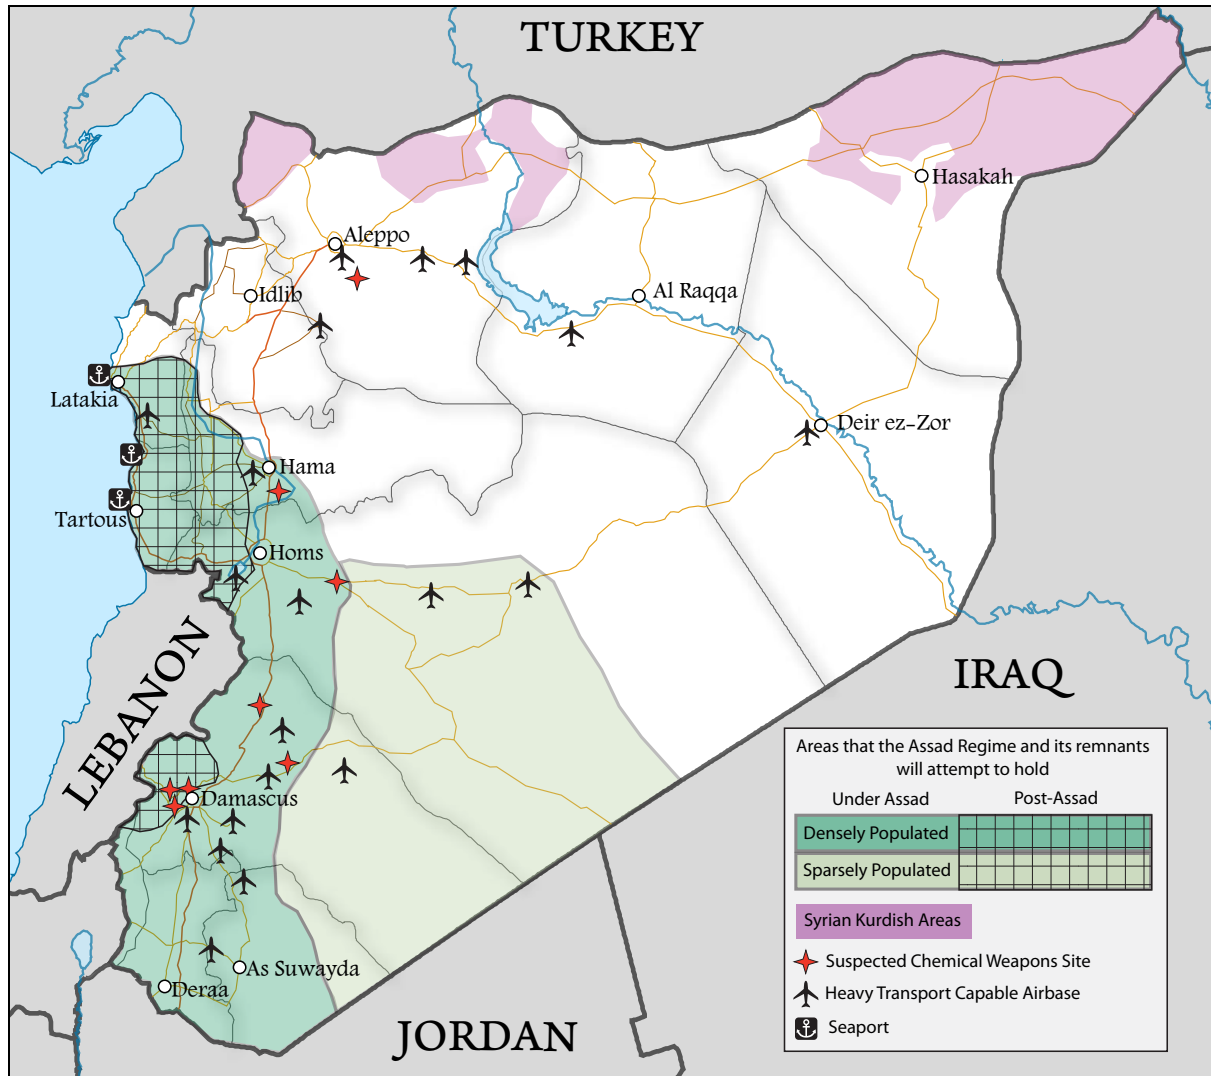 TURKEY
Hasakah
Aleppo
Idlib
Al Raqqa
Latakia
Deir ez-Zor
Hama
Tartous
Homs
LEBANON
IRAQ
Damascus
As Suwayda
Deraa
JORDAN
Areas that the Assad Regime and its remnants
will attempt to hold
Under Assad
Post-Assad
Densely Populated
Sparsely Populated
Syrian Kurdish Areas
Suspected Chemical Weapons Site
Heavy Transport Capable Airbase
Seaport